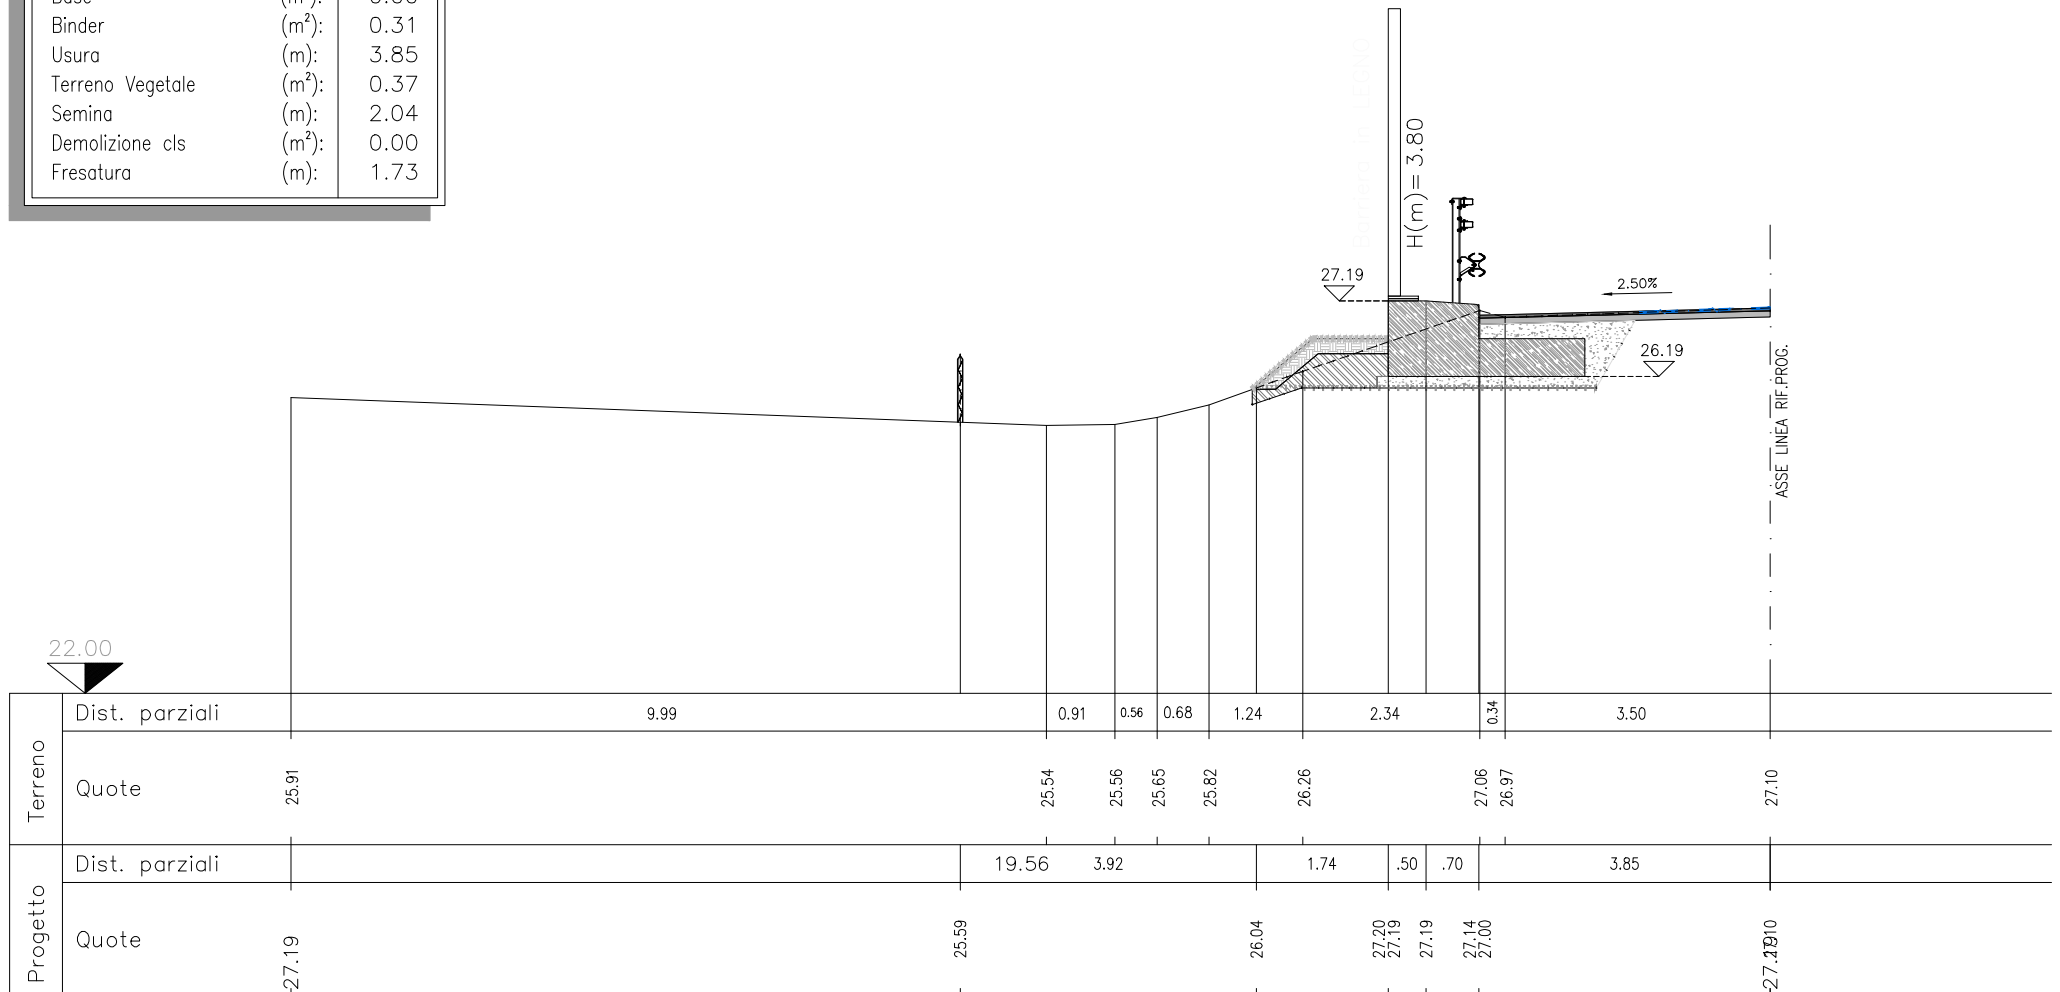 Binder (m²): 0.31
Usura (m): 3.85
Terreno Vegetale (m²): 0.37
Semina (m): 2.04
Demolizione cls (m²): 0.00
Fresatura (m): 1.73
Barriera in LEGNO
H(m)= 3.80
27.19
2.50%
26.19
ASSE LINEA RIF.PROG.
22.00
Terreno
Dist. parziali 9.99 0.91 0.56 0.68 1.24 2.34 0.34 3.50
Quote 25.91 25.54 25.56 25.65 25.82 26.26 27.06 26.97 27.10
Progetto
Dist. parziali 19.56 3.92 1.74 .50 .70 3.85
Quote 27.19 25.59 26.04 27.20 27.19 27.19 27.14 27.00